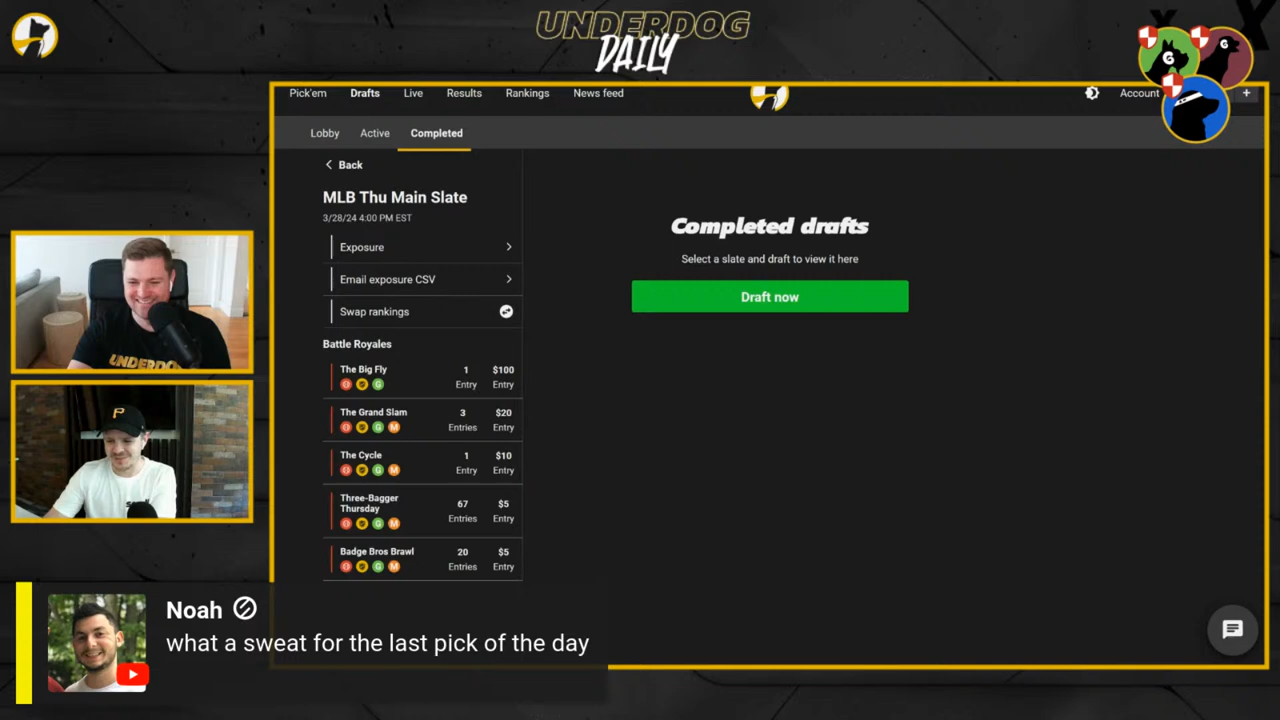 UNDERDOG
DAILY
Pick'em Drafts Live Results Rankings News feed Account +
Lobby Active Completed
Back
MLB Thu Main Slate
3/28/24 4:00 PM EST
Exposure
Email exposure CSV
Swap rankings
Battle Royales
The Big Fly 1 $100
G Entry Entry
The Grand Slam 3 $20
G M Entries Entry
The Cycle 1 $10
G M Entry Entry
Three-Bagger
Thursday 67 $5
G M Entries Entry
Badge Bros Brawl 20 $5
G M Entries Entry
Completed drafts
Select a slate and draft to view it here
Draft now
G
G
UNDERDO
P
Noah
what a sweat for the last pick of the day